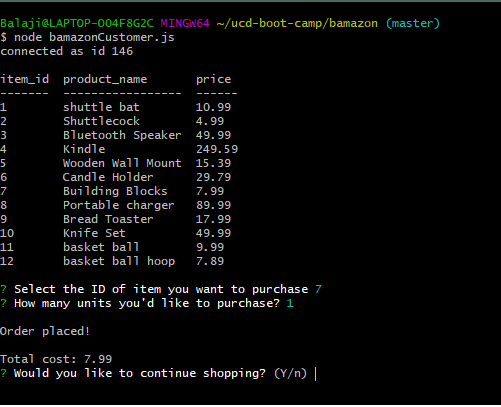 Balaji@LAPTOP-OO4F8G2C MINGW64 ~/ucd-boot-camp/bamazon (master)
$ node bamazonCustomer.js
connected as id 146
item_id  product_name       price
-------  -----------------  ------
1        shuttle bat        10.99
2        Shuttlecock        4.99
3        Bluetooth Speaker  49.99
4        Kindle             249.59
5        Wooden Wall Mount  15.39
6        Candle Holder      29.79
7        Building Blocks    7.99
8        Portable charger   89.99
9        Bread Toaster      17.99
10       Knife Set          49.99
11       basket ball        9.99
12       basket ball hoop   7.89
? Select the ID of item you want to purchase 7
? How many units you'd like to purchase? 1
Order placed!
Total cost: 7.99
? Would you like to continue shopping? (Y/n)